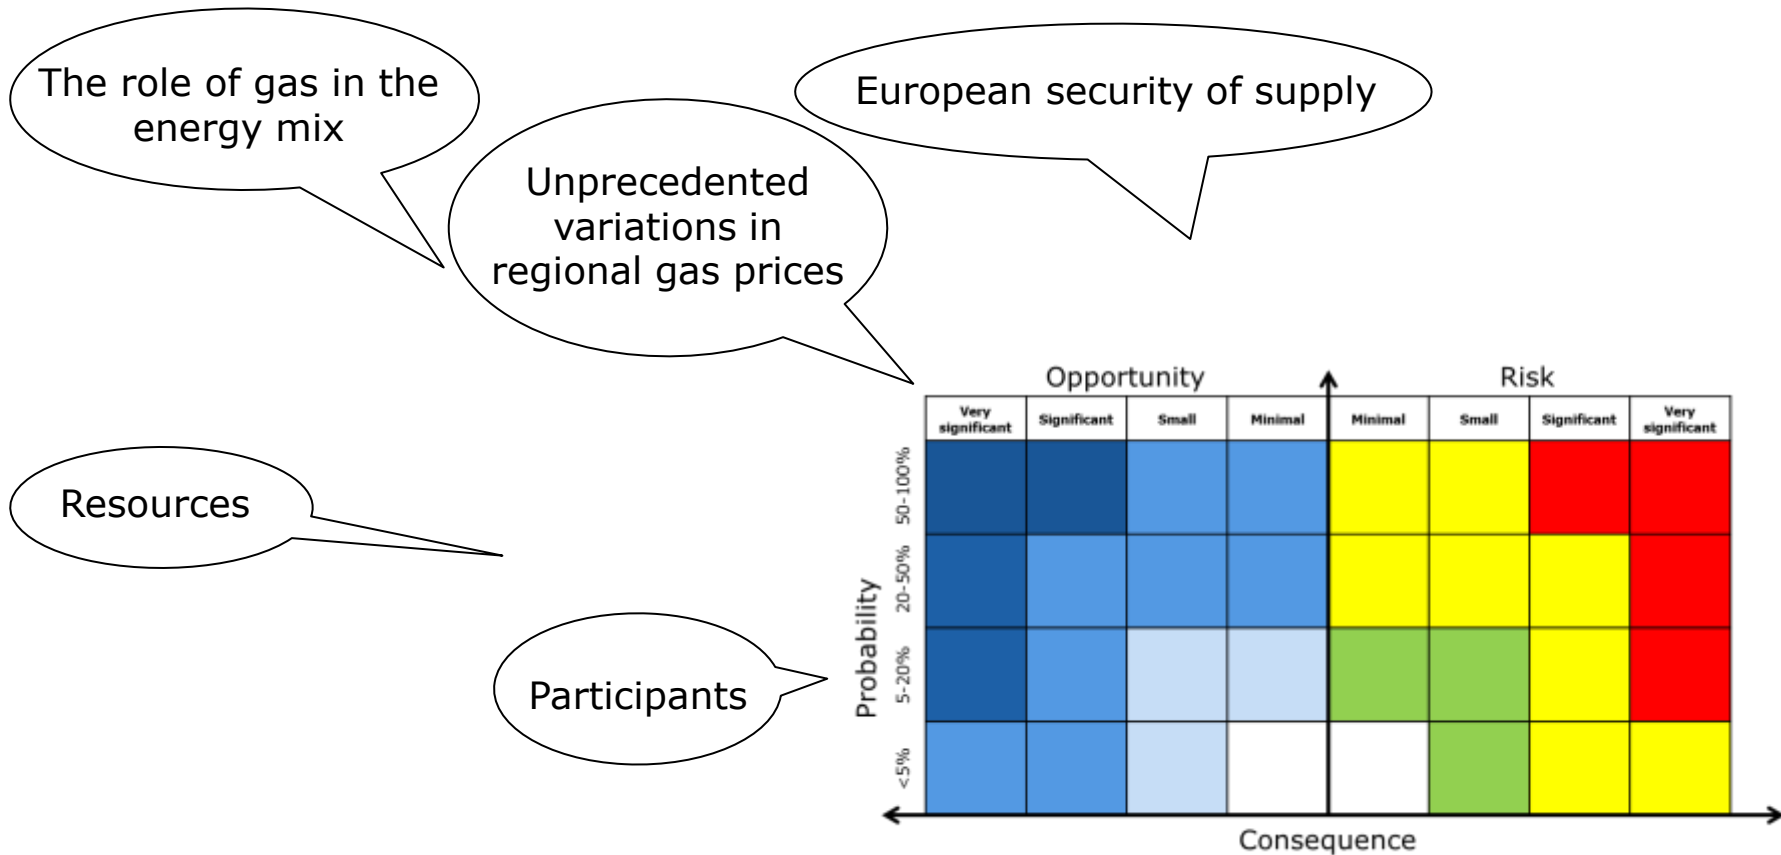 The role of gas in the
energy mix
European security of supply
Unprecedented
variations in
regional gas prices
Resources
Participants
Opportunity
Risk
Very
significant
Significant
Small
Minimal
Minimal
Small
Significant
Very
significant
Probability
50-100%
20-50%
5-20%
<5%
Consequence